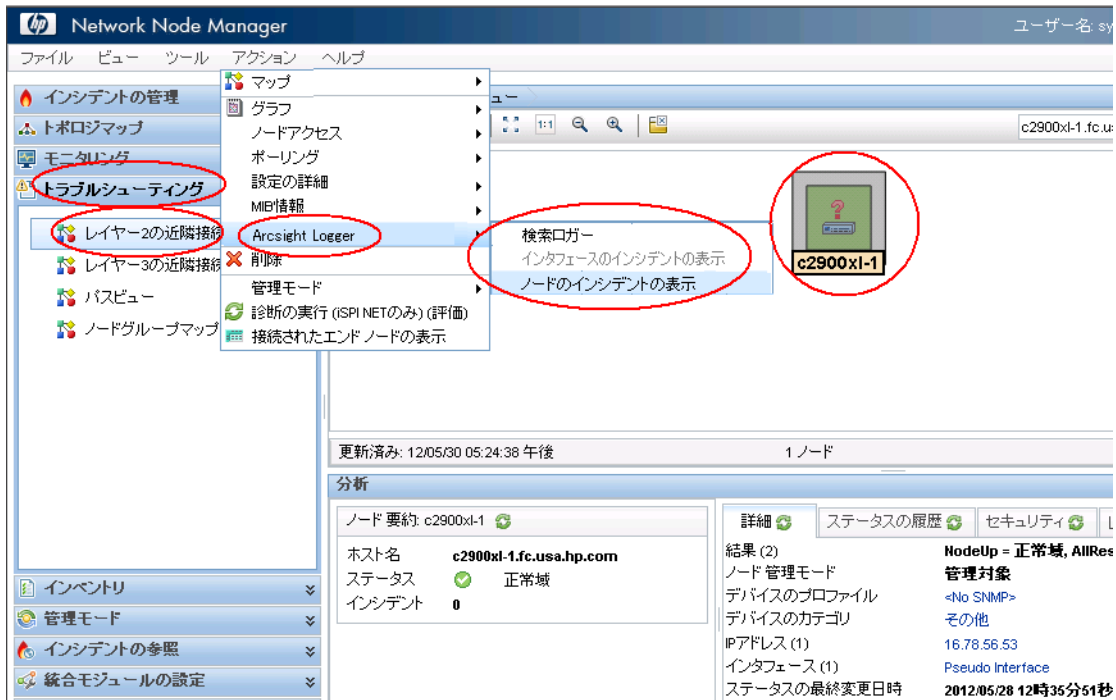 hp Network Node Manager
ユーザー名: sy
ファイル ビュー ツール アクション ヘルプ
インシデントの管理
トポロジマップ
モニタリング
トラブルシューティング
レイヤー2の近隣接続
レイヤー3の近隣接続
パスビュー
ノードグループマップ
インベントリ
管理モード
インシデントの参照
統合モジュールの設定
マップ
グラフ
ノードアクセス
ポーリング
設定の詳細
MIB情報
Arcsight Logger
削除
管理モード
診断の実行 (iSPI NETのみ) (評価)
接続されたエンド ノードの表示
検索ロガー
インタフェースのインシデントの表示
ノードのインシデントの表示
ュー
1:1
c2900xl-1.fc.us
c2900xl-1
更新済み: 12/05/30 05:24:38 午後
1 ノード
分析
ノード 要約: c2900xl-1
ホスト名 c2900xl-1.fc.usa.hp.com
ステータス 正常域
インシデント 0
詳細 ステータスの履歴 セキュリティ
結果 (2) NodeUp = 正常域, AllRes
ノード 管理モード 管理対象
デバイスのプロファイル <No SNMP>
デバイスのカテゴリ その他
IPアドレス (1) 16.78.56.53
インタフェース (1) Pseudo Interface
ステータスの最終変更日時 2012/05/28 12時35分51秒